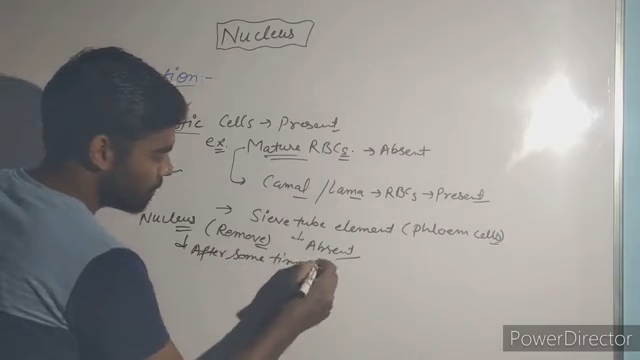 Nucleus
tion:-
Cells → Present
ex. Mature RBCs. → Absent
Camal / Lama → RBCs → Present
→ Sieve tube element (Phloem cells)
↓ Absent
Nucleus (Remove)
↓ After some tim
PowerDirector